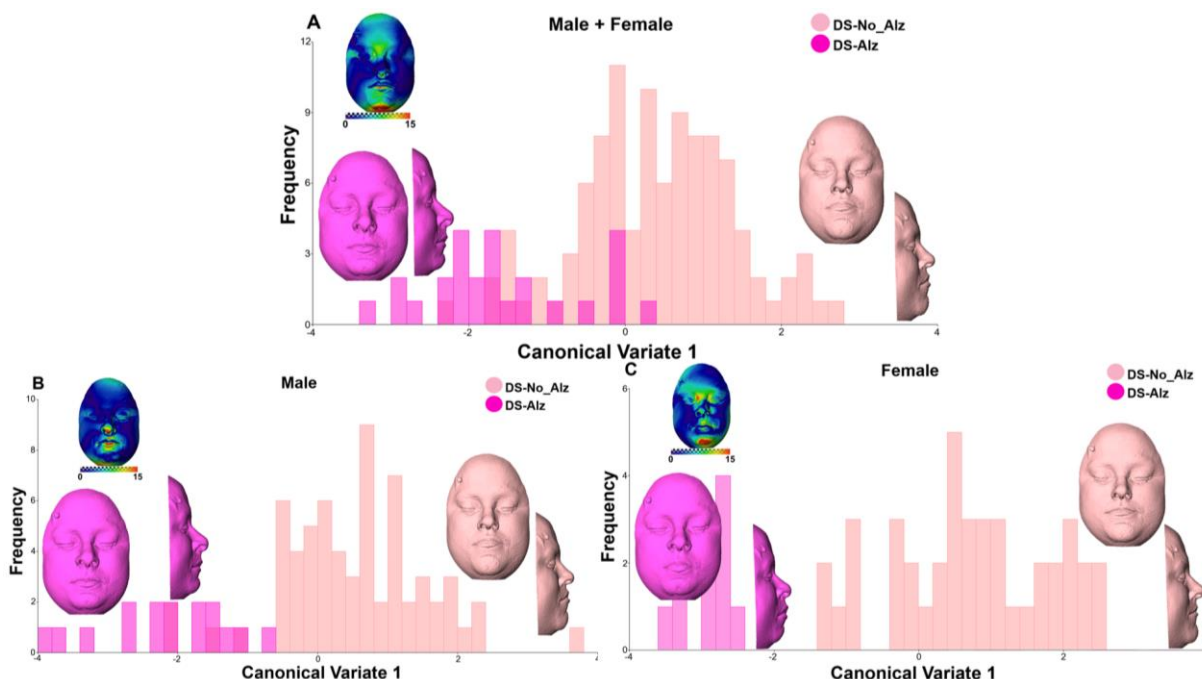 A
Male + Female
DS-No_Alz
DS-Alz
12
9
6
3
0
Frequency
0 15
-4 -2 0 2 4
Canonical Variate 1
B
Male
DS-No_Alz
DS-Alz
10
8
6
4
2
0
Frequency
0 15
-4 -2 0 2 4
Canonical Variate 1
C
Female
DS-No_Alz
DS-Alz
6
4
2
0
Frequency
0 15
-4 -2 0 2
Canonical Variate 1